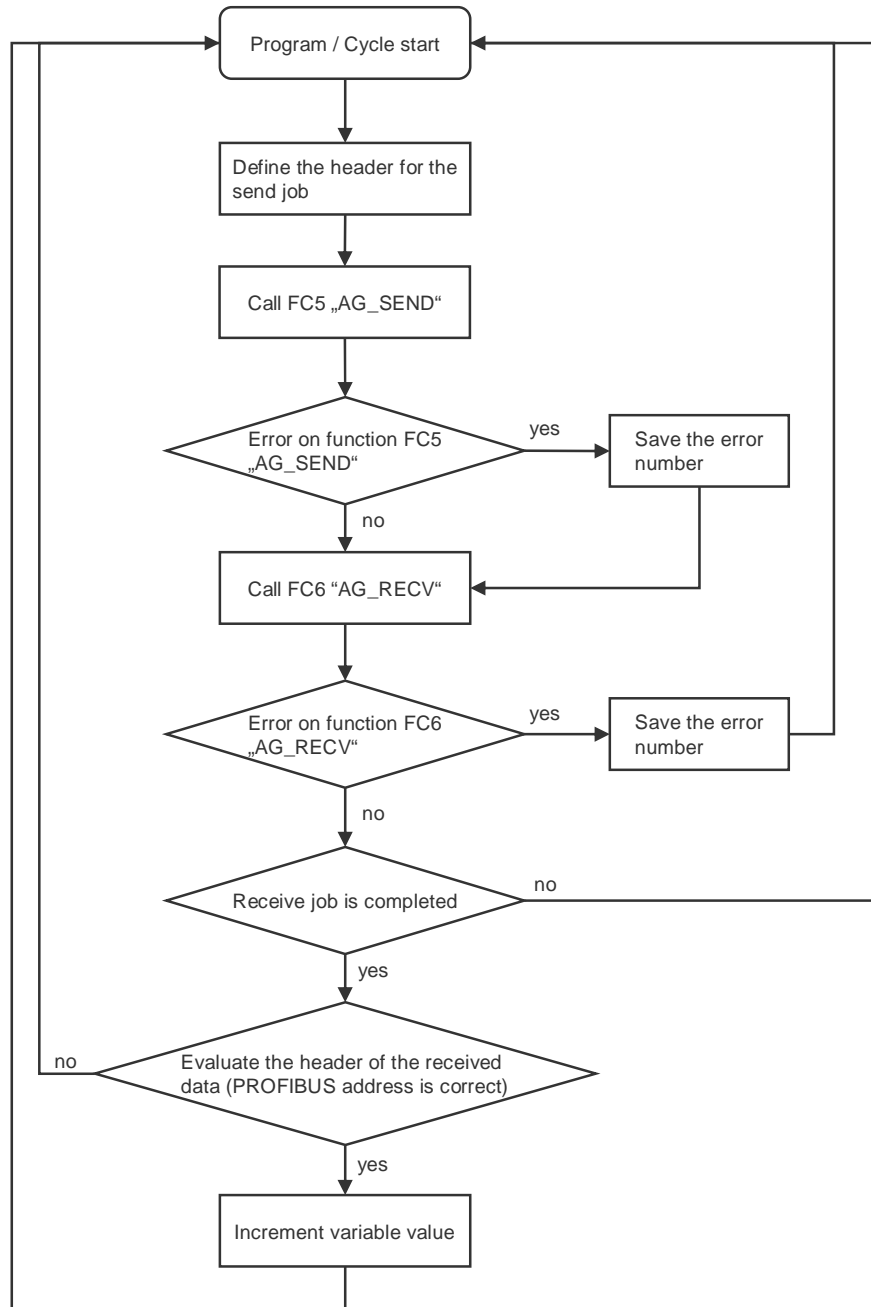 Program / Cycle start
Define the header for the
send job
Call FC5 „AG_SEND“
Error on function FC5
„AG_SEND“
yes
Save the error
number
no
Call FC6 “AG_RECV“
Error on function FC6
„AG_RECV“
yes
Save the error
number
no
Receive job is completed
no
yes
Evaluate the header of the received
data (PROFIBUS address is correct)
no
yes
Increment variable value